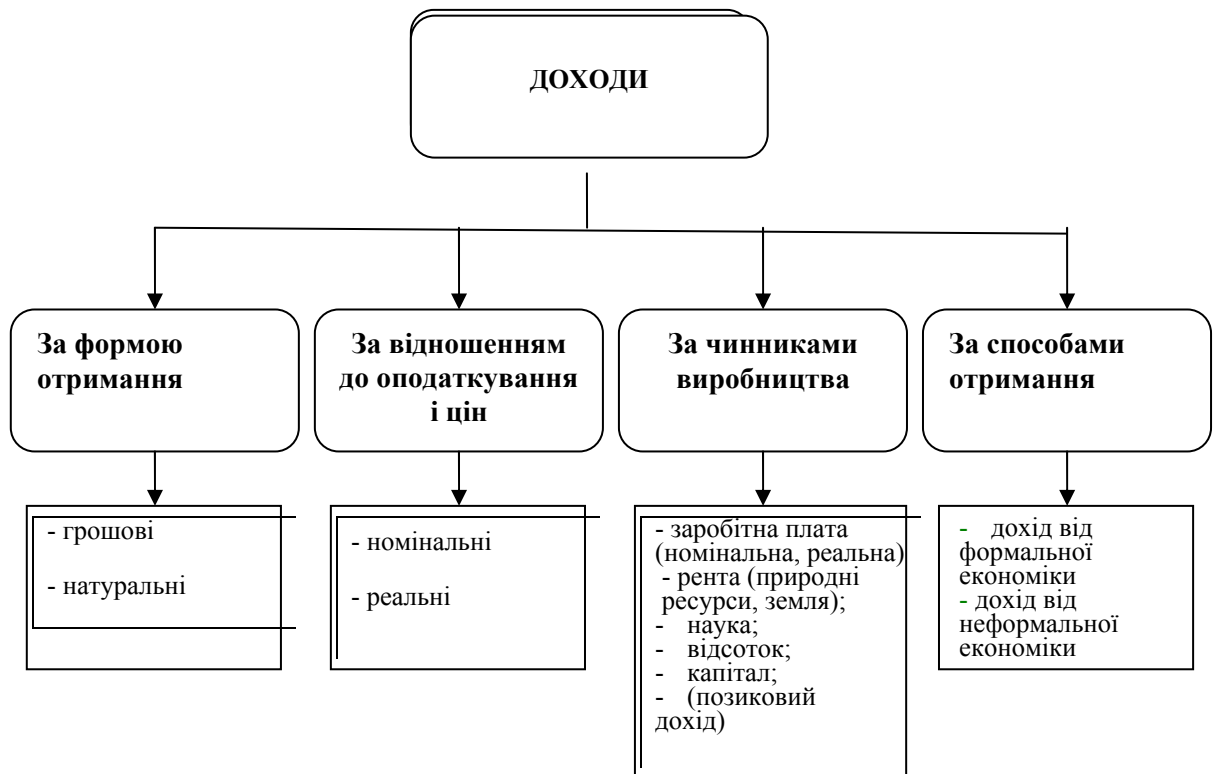 ДОХОДИ
За формою
отримання
За відношенням
до оподаткування
і цін
За чинниками
виробництва
За способами
отримання
- грошові
- натуральні
- номінальні
- реальні
- заробітна плата
(номінальна, реальна)
- рента (природні
ресурси, земля);
- наука;
- відсоток;
- капітал;
- (позиковий
дохід)
- дохід від
формальної
економіки
- дохід від
неформальної
економіки